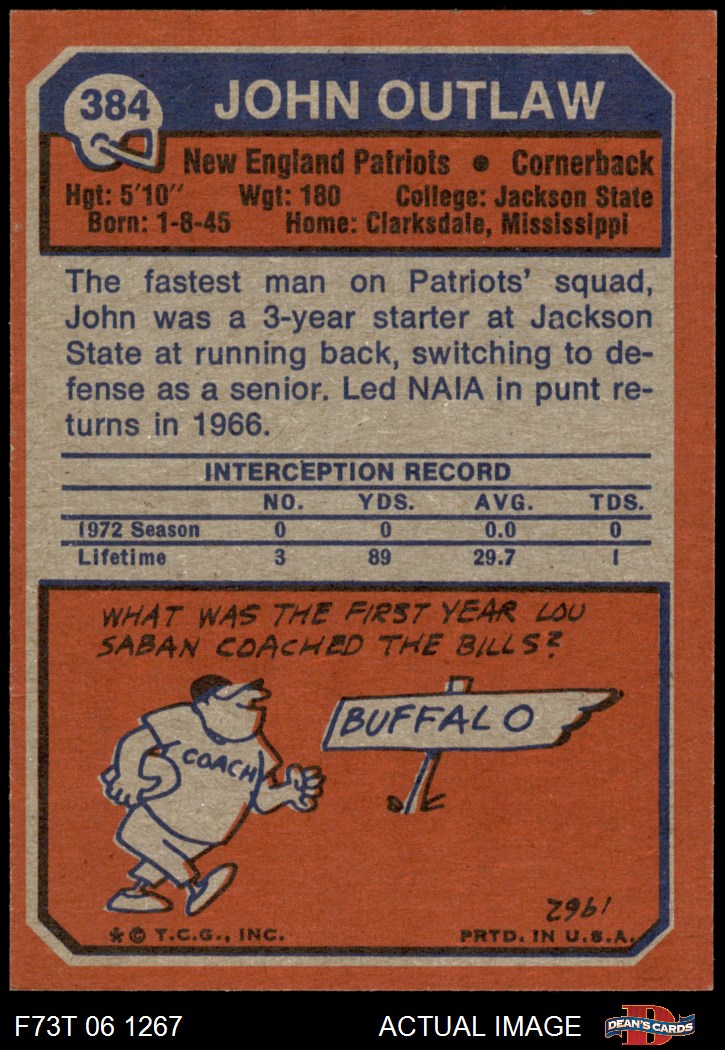 384
JOHN OUTLAW
New England Patriots • Cornerback
Hgt: 5'10" Wgt: 180 College: Jackson State
Born: 1-8-45 Home: Clarksdale, Mississippi
The fastest man on Patriots' squad,
John was a 3-year starter at Jackson
State at running back, switching to de-
fense as a senior. Led NAIA in punt re-
turns in 1966.
INTERCEPTION RECORD
NO. YDS. AVG. TDS.
1972 Season 0 0 0.0 0
Lifetime 3 89 29.7 1
WHAT WAS THE FIRST YEAR LOU
SABAN COACHED THE BILLS?
COACH
BUFFALO
1962
* © T.C.G., INC. PRTD. IN U.S.A.
F73T 06 1267 ACTUAL IMAGE
D
DEAN'S CARDS